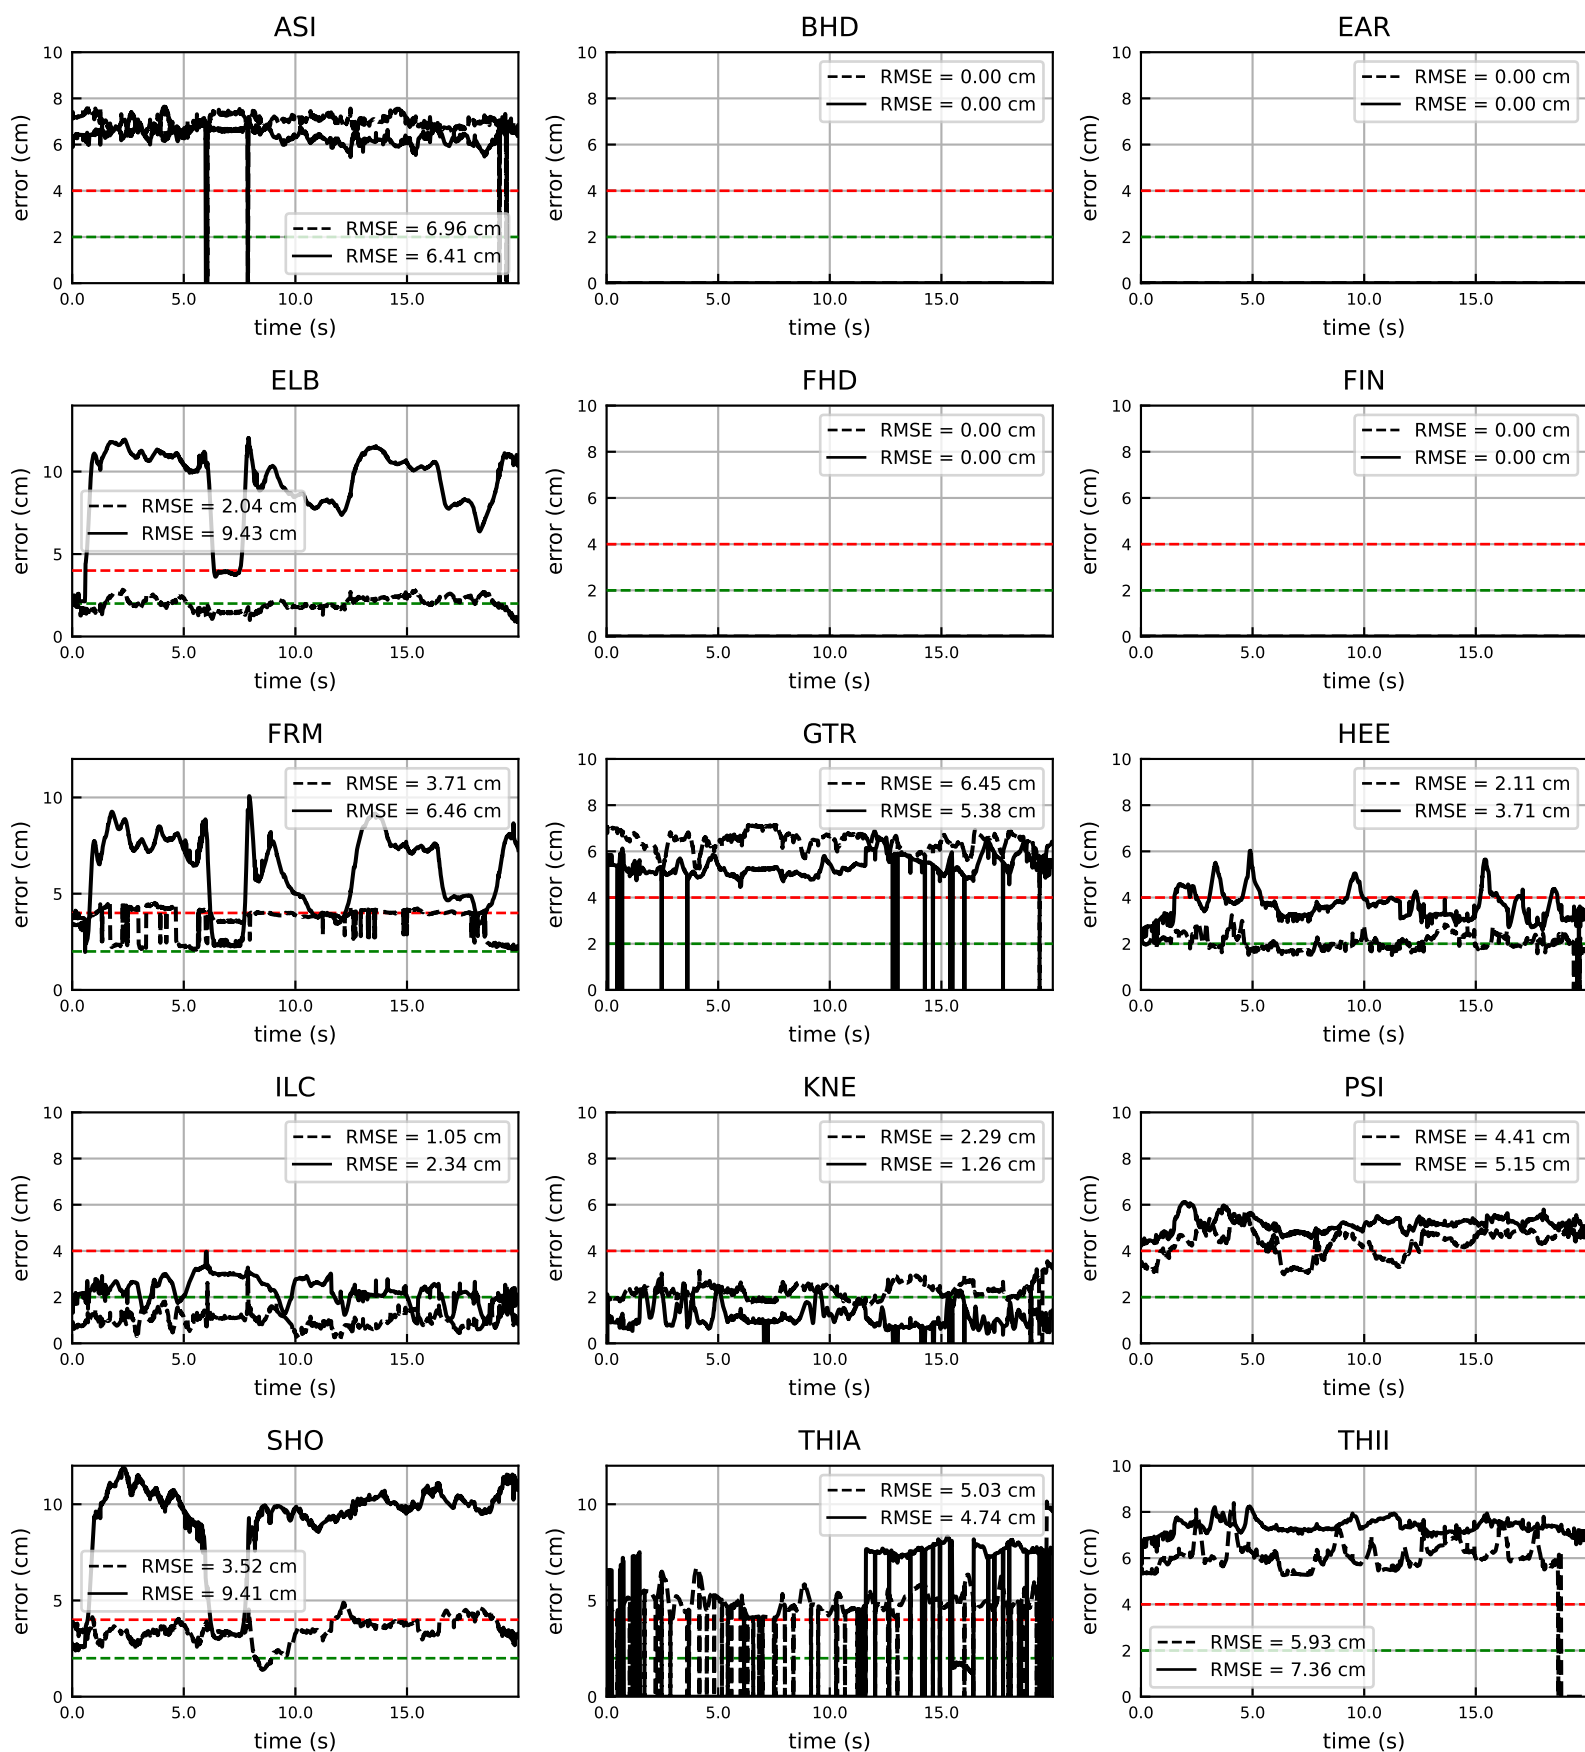 ASI
BHD
EAR
error (cm)
10
8
6
4
2
0
RMSE = 6.96 cm
RMSE = 6.41 cm
0.0 5.0 10.0 15.0
time (s)
error (cm)
10
8
6
4
2
0
RMSE = 0.00 cm
RMSE = 0.00 cm
0.0 5.0 10.0 15.0
time (s)
error (cm)
10
8
6
4
2
0
RMSE = 0.00 cm
RMSE = 0.00 cm
0.0 5.0 10.0 15.0
time (s)
ELB
FHD
FIN
error (cm)
10
5
0
RMSE = 2.04 cm
RMSE = 9.43 cm
0.0 5.0 10.0 15.0
time (s)
error (cm)
10
8
6
4
2
0
RMSE = 0.00 cm
RMSE = 0.00 cm
0.0 5.0 10.0 15.0
time (s)
error (cm)
10
8
6
4
2
0
RMSE = 0.00 cm
RMSE = 0.00 cm
0.0 5.0 10.0 15.0
time (s)
FRM
GTR
HEE
error (cm)
10
5
0
RMSE = 3.71 cm
RMSE = 6.46 cm
0.0 5.0 10.0 15.0
time (s)
error (cm)
10
8
6
4
2
0
RMSE = 6.45 cm
RMSE = 5.38 cm
0.0 5.0 10.0 15.0
time (s)
error (cm)
10
8
6
4
2
0
RMSE = 2.11 cm
RMSE = 3.71 cm
0.0 5.0 10.0 15.0
time (s)
ILC
KNE
PSI
error (cm)
10
8
6
4
2
0
RMSE = 1.05 cm
RMSE = 2.34 cm
0.0 5.0 10.0 15.0
time (s)
error (cm)
10
8
6
4
2
0
RMSE = 2.29 cm
RMSE = 1.26 cm
0.0 5.0 10.0 15.0
time (s)
error (cm)
10
8
6
4
2
0
RMSE = 4.41 cm
RMSE = 5.15 cm
0.0 5.0 10.0 15.0
time (s)
SHO
THIA
THII
error (cm)
10
5
0
RMSE = 3.52 cm
RMSE = 9.41 cm
0.0 5.0 10.0 15.0
time (s)
error (cm)
10
5
0
RMSE = 5.03 cm
RMSE = 4.74 cm
0.0 5.0 10.0 15.0
time (s)
error (cm)
10
8
6
4
2
0
RMSE = 5.93 cm
RMSE = 7.36 cm
0.0 5.0 10.0 15.0
time (s)